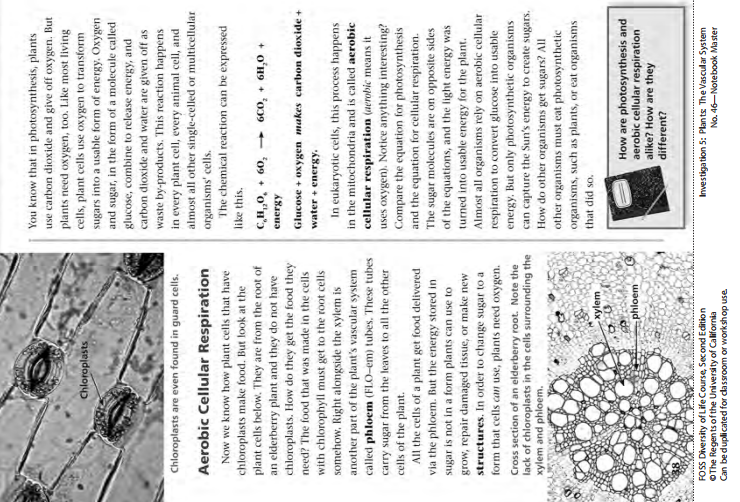 Chloroplasts
Chloroplasts are even found in guard cells.
Aerobic Cellular Respiration
Now we know how plant cells that have
chloroplasts make food. But look at the
plant cells below. They are from the root of
an elderberry plant and they do not have
chloroplasts. How do they get the food they
need? The food that was made in the cells
with chlorophyll must get to the root cells
somehow. Right alongside the xylem is
another part of the plant's vascular system
called phloem (FLO–em) tubes. These tubes
carry sugar from the leaves to all the other
cells of the plant.
All the cells of a plant get food delivered
via the phloem. But the energy stored in
sugar is not in a form plants can use to
grow, repair damaged tissue, or make new
structures. In order to change sugar to a
form that cells can use, plants need oxygen.
Cross section of an elderberry root. Note the
lack of chloroplasts in the cells surrounding the
xylem and phloem.
xylem
phloem
38
You know that in photosynthesis, plants
use carbon dioxide and give off oxygen. But
plants need oxygen, too. Like most living
cells, plant cells use oxygen to transform
sugars into a usable form of energy. Oxygen
and sugar, in the form of a molecule called
glucose, combine to release energy, and
carbon dioxide and water are given off as
waste by-products. This reaction happens
in every plant cell, every animal cell, and
almost all other single-celled or multicellular
organisms' cells.
The chemical reaction can be expressed
like this.
C₆H₁₂O₆ + 6O₂ → 6CO₂ + 6H₂O +
energy
Glucose + oxygen makes carbon dioxide +
water + energy.
In eukaryotic cells, this process happens
in the mitochondria and is called aerobic
cellular respiration (aerobic means it
uses oxygen). Notice anything interesting?
Compare the equation for photosynthesis
and the equation for cellular respiration.
The sugar molecules are on opposite sides
of the equations, and the light energy was
turned into usable energy for the plant.
Almost all organisms rely on aerobic cellular
respiration to convert glucose into usable
energy. But only photosynthetic organisms
can capture the Sun's energy to create sugars.
How do other organisms get sugars? All
other organisms must eat photosynthetic
organisms, such as plants, or eat organisms
that did so.
How are photosynthesis and
aerobic cellular respiration
alike? How are they
different?
FOSS Diversity of Life Course, Second Edition
©The Regents of the University of California
Can be duplicated for classroom or workshop use.
Investigation 5: Plants: The Vascular System
No. 46—Notebook Master